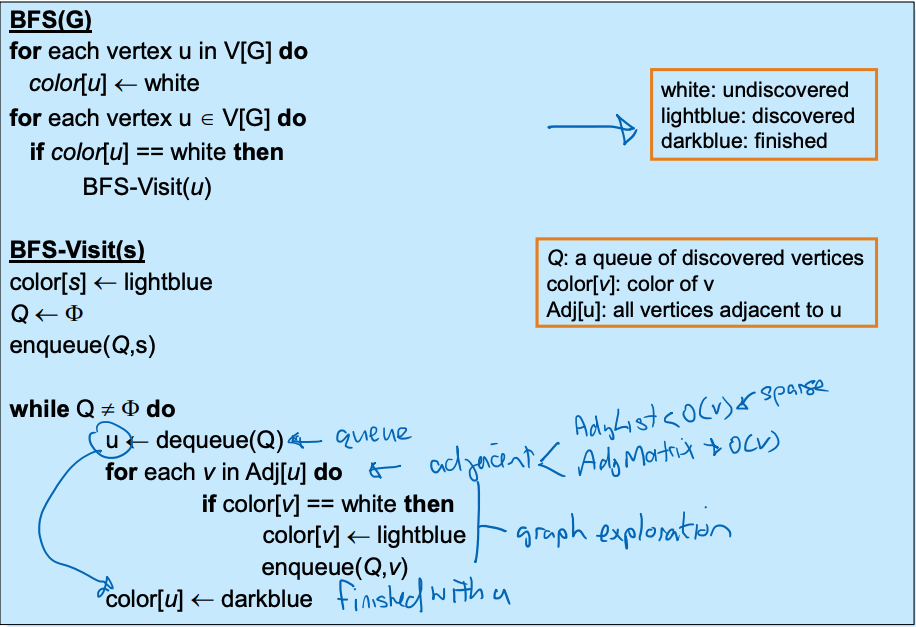 BFS(G)
for each vertex u in V[G] do
color[u] ← white
for each vertex u ∈ V[G] do
if color[u] == white then
BFS-Visit(u)
white: undiscovered
lightblue: discovered
darkblue: finished
BFS-Visit(s)
color[s] ← lightblue
Q ← Φ
enqueue(Q,s)
Q: a queue of discovered vertices
color[v]: color of v
Adj[u]: all vertices adjacent to u
while Q ≠ Φ do
u ← dequeue(Q) ← queue
for each v in Adj[u] do ← adjacent <
AdjList < O(v) ← sparse
AdjMatrix → O(v)
if color[v] == white then
color[v] ← lightblue
enqueue(Q,v)
graph exploration
color[u] ← darkblue finished with u